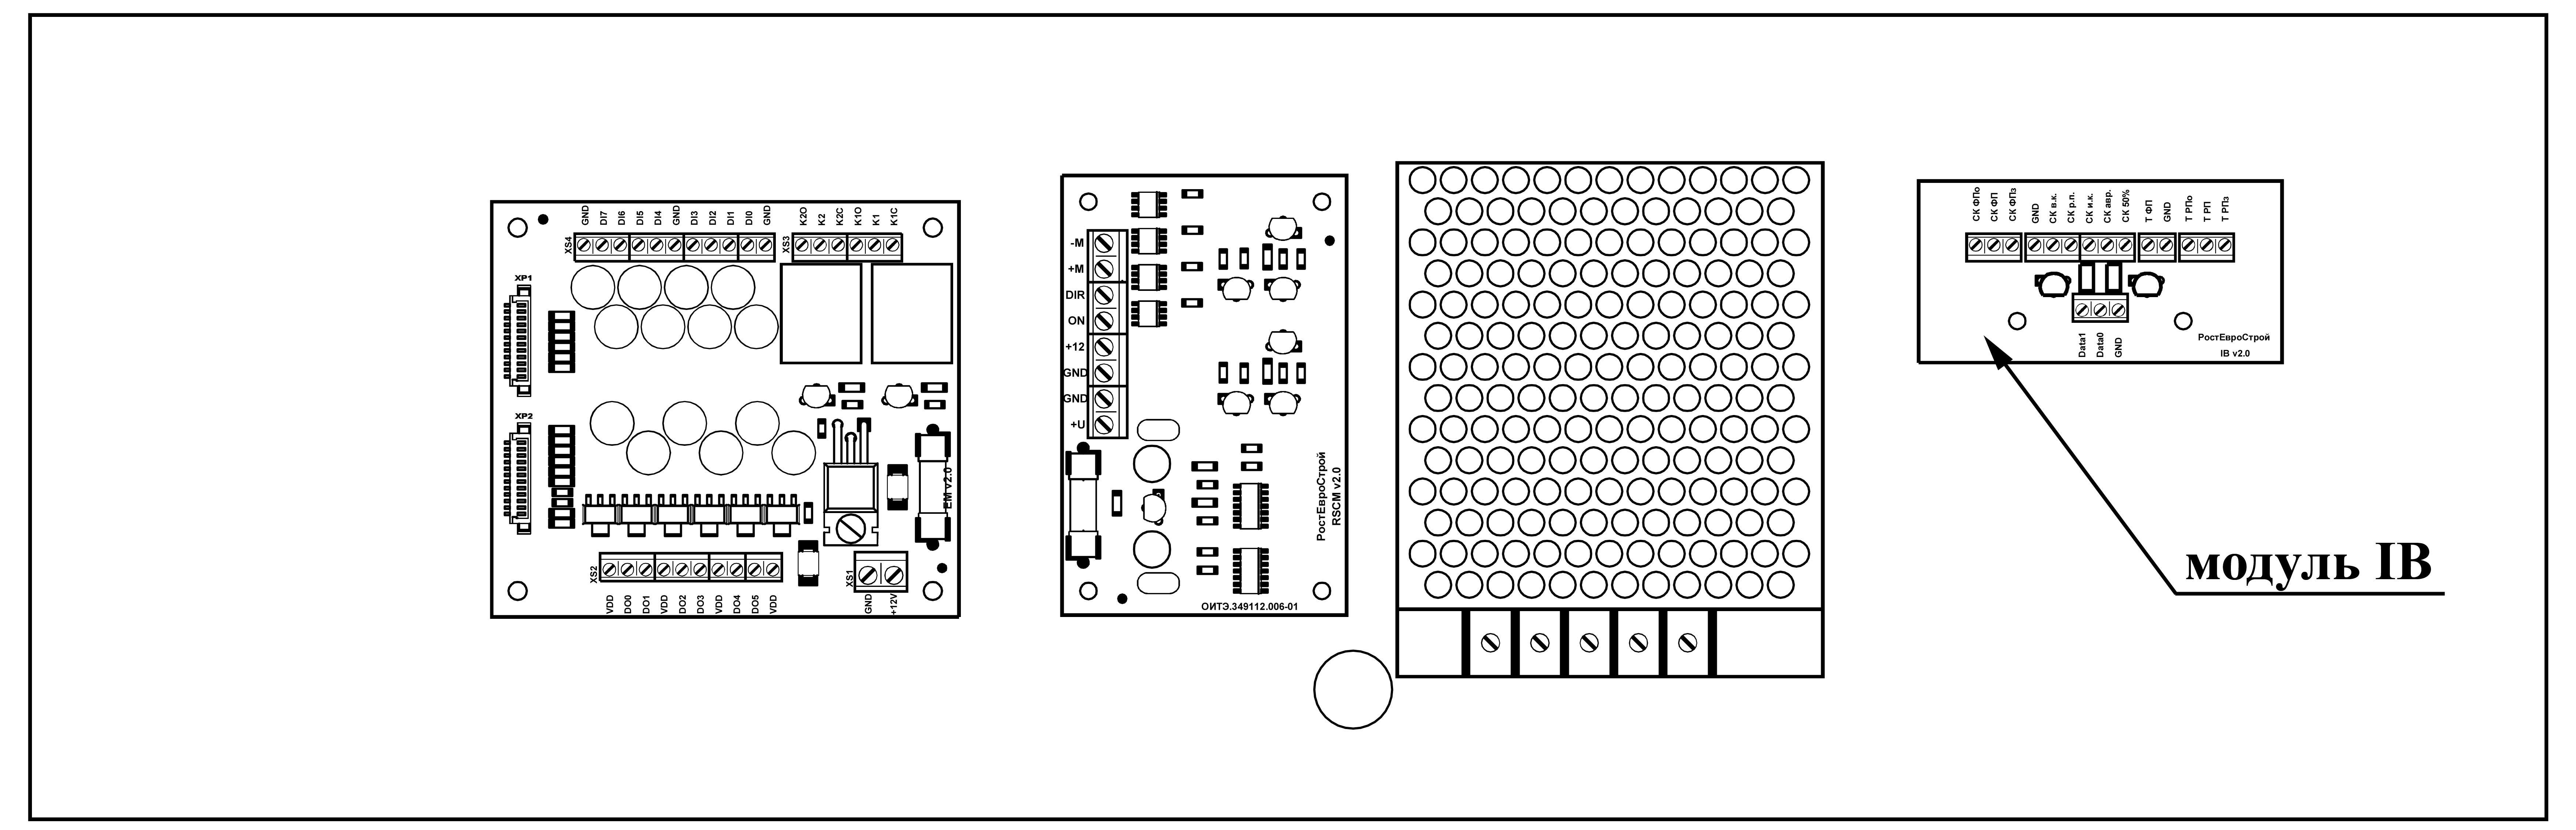 XS4
GND
DI7
DI6
DI5
DI4
GND
DI3
DI2
DI1
DI0
GND
XS3
K2O
K2
K2C
K1O
K1
K1C
XP1
XP2
EM v2.0
XS2
VDD
DO0
DO1
VDD
DO2
DO3
VDD
DO4
DO5
VDD
XS1
GND
+12V
-M
+M
DIR
ON
+12
GND
GND
+U
РостЕвроСтрой
RSCM v2.0
ОИТЭ.349112.006-01
СК ФПо
СК ФП
СК ФПз
GND
СК в.к.
СК р.п.
СК и.к.
СК авр.
СК 50%
Т ФП
GND
Т РПо
Т РП
Т РПз
Data1
Data0
GND
РостЕвроСтрой
IB v2.0
модуль IB